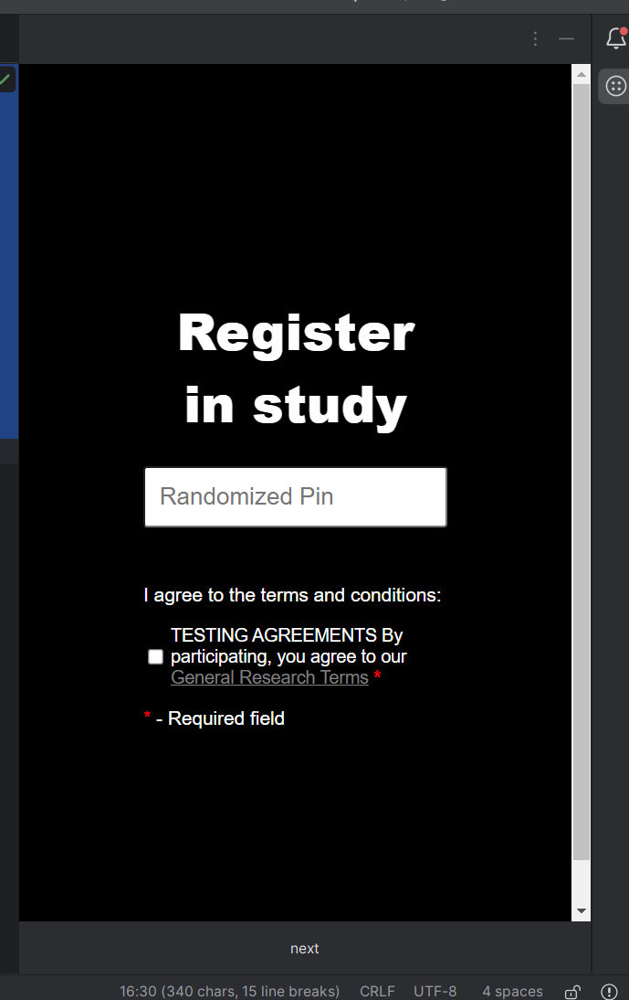 Register
in study
Randomized Pin
I agree to the terms and conditions:
TESTING AGREEMENTS By
participating, you agree to our
General Research Terms *
* - Required field
next
16:30 (340 chars, 15 line breaks) CRLF UTF-8 4 spaces